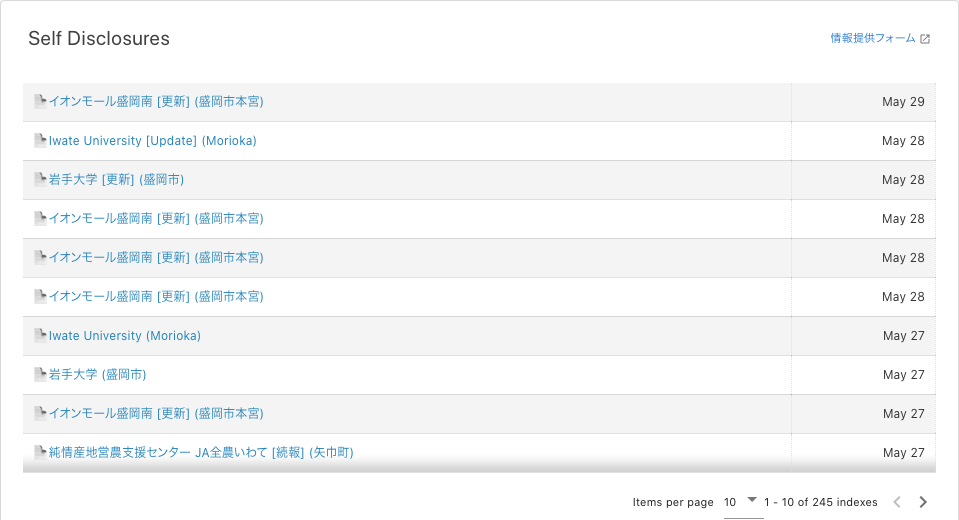 Self Disclosures
情報提供フォーム
イオンモール盛岡南 [更新] (盛岡市本宮) May 29
Iwate University [Update] (Morioka) May 28
岩手大学 [更新] (盛岡市) May 28
イオンモール盛岡南 [更新] (盛岡市本宮) May 28
イオンモール盛岡南 [更新] (盛岡市本宮) May 28
イオンモール盛岡南 [更新] (盛岡市本宮) May 28
Iwate University (Morioka) May 27
岩手大学 (盛岡市) May 27
イオンモール盛岡南 [更新] (盛岡市本宮) May 27
純情産地営農支援センター JA全農いわて [続報] (矢巾町) May 27
Items per page 10 1 - 10 of 245 indexes